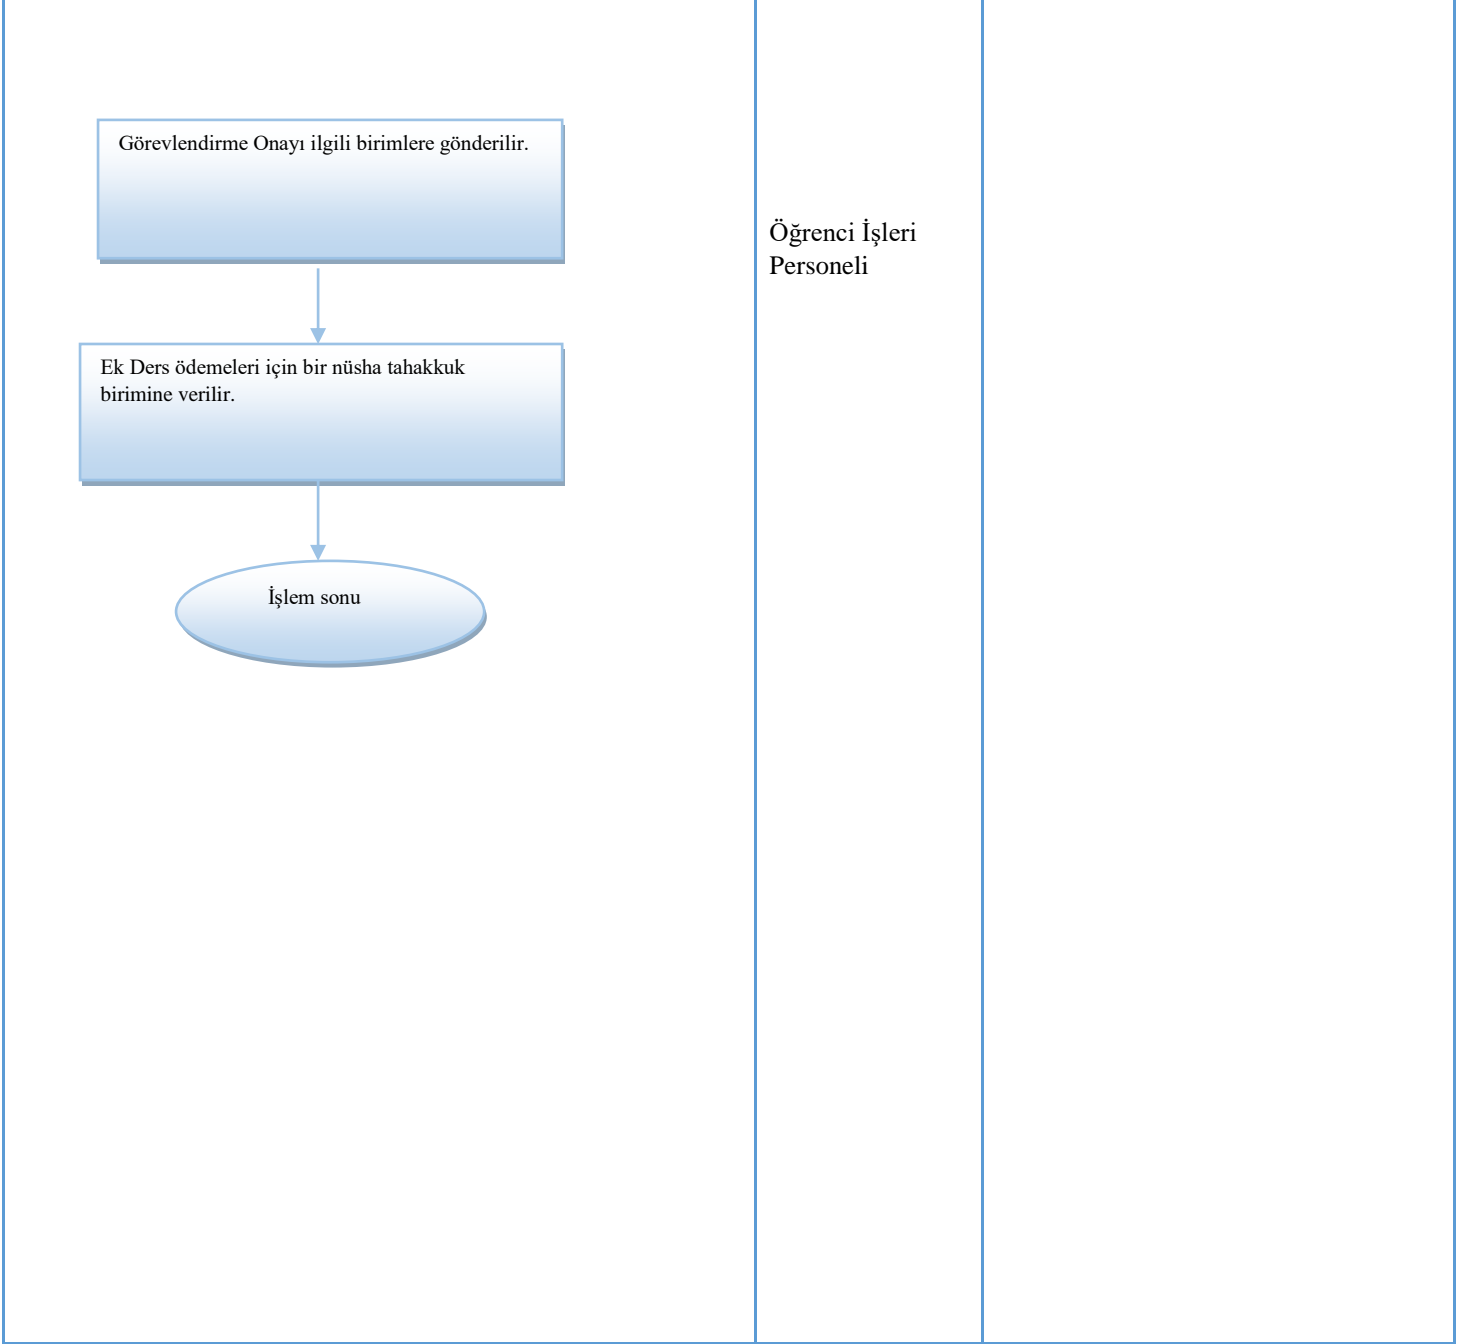 Görevlendirme Onayı ilgili birimlere gönderilir.
Öğrenci İşleri
Personeli
Ek Ders ödemeleri için bir nüsha tahakkuk
birimine verilir.
İşlem sonu